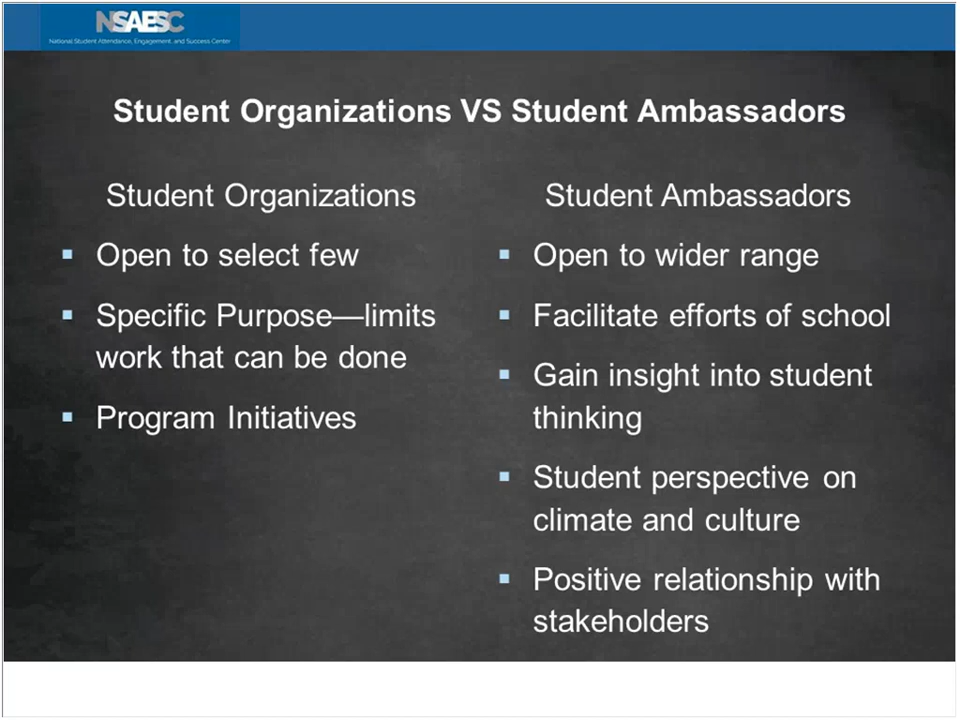 NSAESC
National Student Attendance, Engagement, and Success Center
Student Organizations VS Student Ambassadors
Student Organizations
▪ Open to select few
▪ Specific Purpose—limits
work that can be done
▪ Program Initiatives
Student Ambassadors
▪ Open to wider range
▪ Facilitate efforts of school
▪ Gain insight into student
thinking
▪ Student perspective on
climate and culture
▪ Positive relationship with
stakeholders